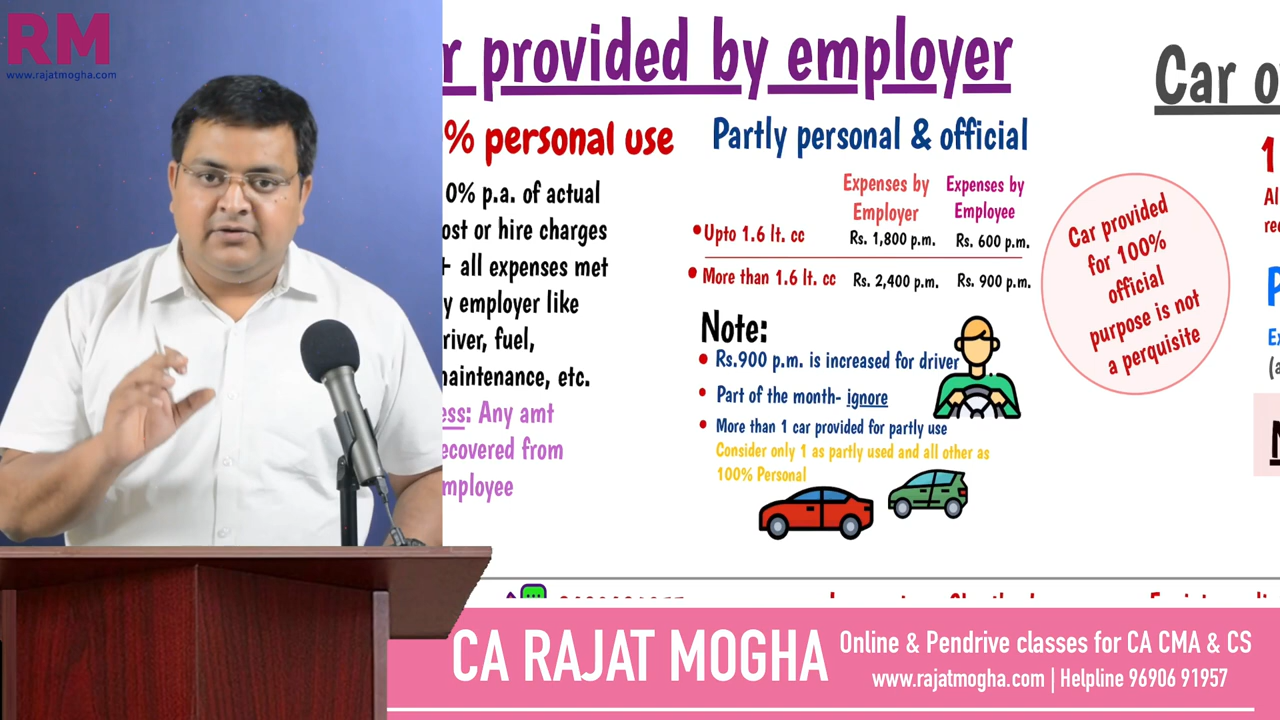 RM
www.rajatmogha.com
r provided by employer
% personal use
0% p.a. of actual
ost or hire charges
+ all expenses met
y employer like
river, fuel,
maintenance, etc.
ess: Any amt
ecovered from
mployee
Partly personal & official
Expenses by
Employer
Expenses by
Employee
•Upto 1.6 lt. cc Rs. 1,800 p.m. Rs. 600 p.m.
• More than 1.6 lt. cc Rs. 2,400 p.m. Rs. 900 p.m.
Note:
• Rs.900 p.m. is increased for driver
• Part of the month- ignore
• More than 1 car provided for partly use
Consider only 1 as partly used and all other as
100% Personal
Car provided
for 100%
official
purpose is not
a perquisite
Car o
1
Al
rec
P
Ex
(a
N
CA RAJAT MOGHA
Online & Pendrive classes for CA CMA & CS
www.rajatmogha.com | Helpline 96906 91957